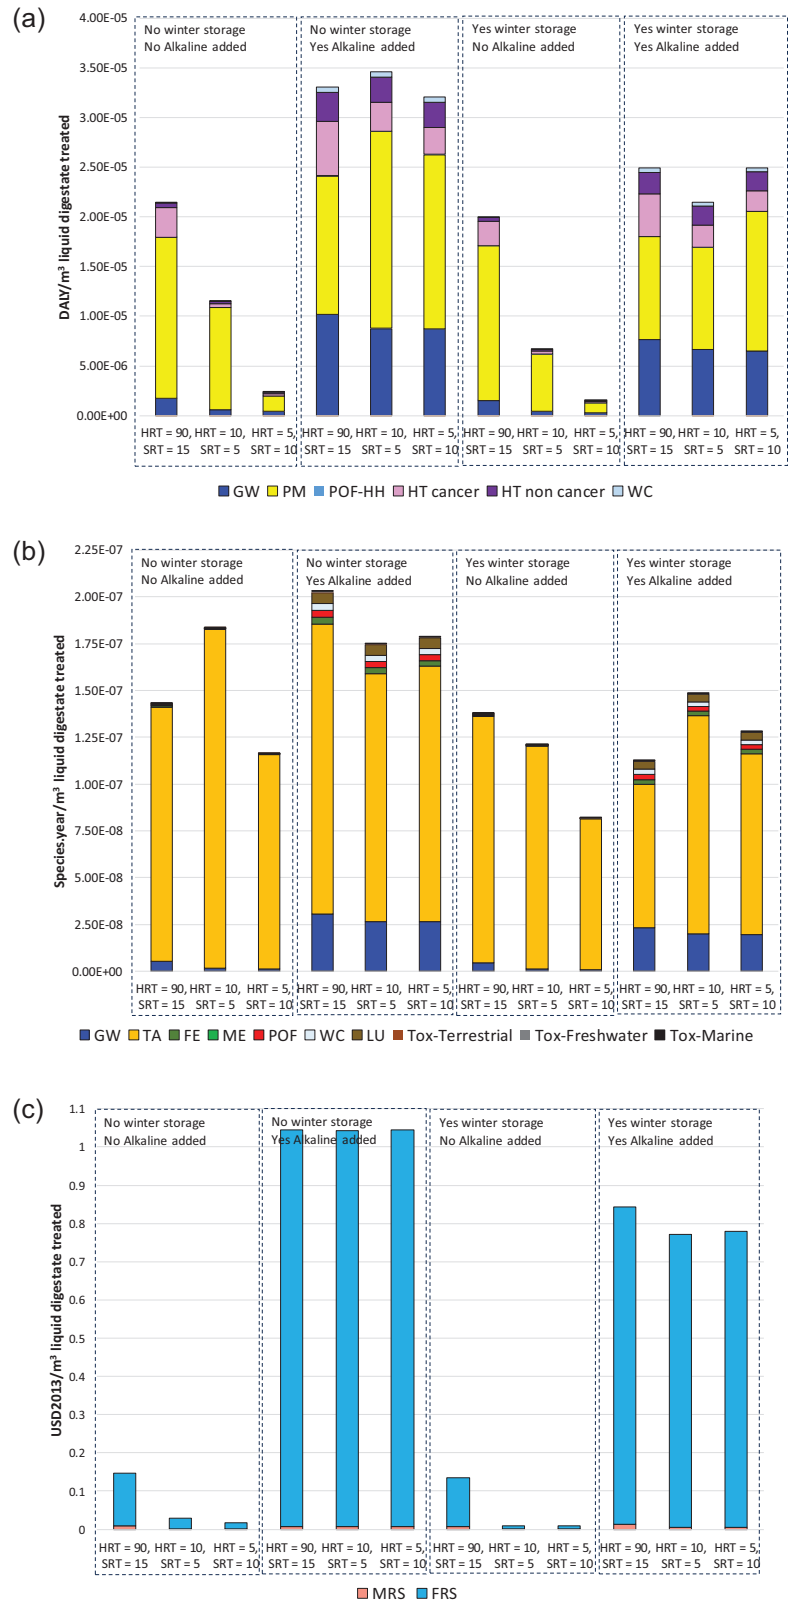 (a)
4.00E-05
3.50E-05
3.00E-05
2.50E-05
2.00E-05
1.50E-05
1.00E-05
5.00E-06
0.00E+00
DALY/m³ liquid digestate treated
No winter storage
No Alkaline added
No winter storage
Yes Alkaline added
Yes winter storage
No Alkaline added
Yes winter storage
Yes Alkaline added
HRT = 90, HRT = 10, HRT = 5, HRT = 90, HRT = 10, HRT = 5, HRT = 90, HRT = 10, HRT = 5, HRT = 90, HRT = 10, HRT = 5,
SRT = 15 SRT = 5 SRT = 10 SRT = 15 SRT = 5 SRT = 10 SRT = 15 SRT = 5 SRT = 10 SRT = 15 SRT = 5 SRT = 10
GW PM POF-HH HT cancer HT non cancer WC
(b)
2.25E-07
2.00E-07
1.75E-07
1.50E-07
1.25E-07
1.00E-07
7.50E-08
5.00E-08
2.50E-08
0.00E+00
Species.year/m³ liquid digestate treated
No winter storage
No Alkaline added
No winter storage
Yes Alkaline added
Yes winter storage
No Alkaline added
Yes winter storage
Yes Alkaline added
HRT = 90, HRT = 10, HRT = 5, HRT = 90, HRT = 10, HRT = 5, HRT = 90, HRT = 10, HRT = 5, HRT = 90, HRT = 10, HRT = 5,
SRT = 15 SRT = 5 SRT = 10 SRT = 15 SRT = 5 SRT = 10 SRT = 15 SRT = 5 SRT = 10 SRT = 15 SRT = 5 SRT = 10
GW TA FE ME POF WC LU Tox-Terrestrial Tox-Freshwater Tox-Marine
(c)
1.1
1
0.9
0.8
0.7
0.6
0.5
0.4
0.3
0.2
0.1
0
USD2013/m³ liquid digestate treated
No winter storage
No Alkaline added
No winter storage
Yes Alkaline added
Yes winter storage
No Alkaline added
Yes winter storage
Yes Alkaline added
HRT = 90, HRT = 10, HRT = 5, HRT = 90, HRT = 10, HRT = 5, HRT = 90, HRT = 10, HRT = 5, HRT = 90, HRT = 10, HRT = 5,
SRT = 15 SRT = 5 SRT = 10 SRT = 15 SRT = 5 SRT = 10 SRT = 15 SRT = 5 SRT = 10 SRT = 15 SRT = 5 SRT = 10
MRS FRS